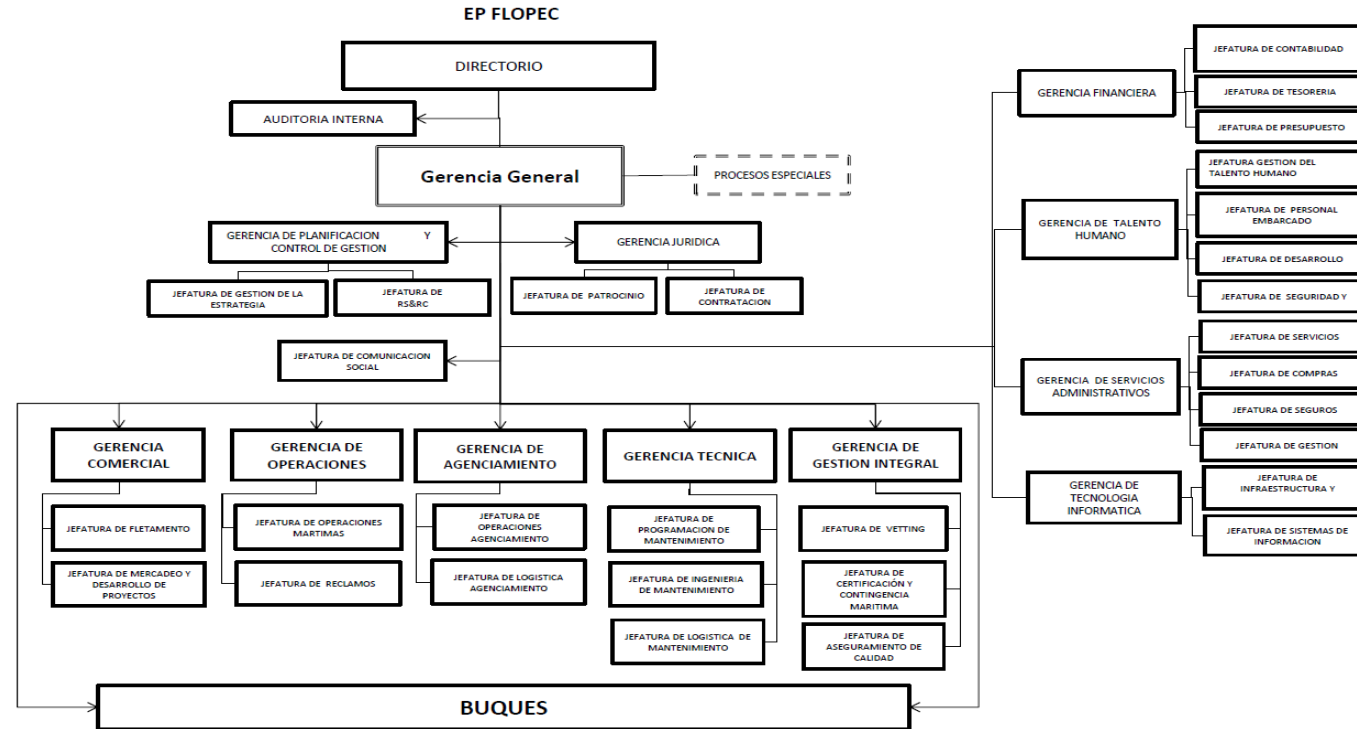 EP FLOPEC
DIRECTORIO
AUDITORIA INTERNA
Gerencia General
PROCESOS ESPECIALES
GERENCIA DE PLANIFICACION Y
CONTROL DE GESTION
GERENCIA JURIDICA
JEFATURA DE GESTION DE LA
ESTRATEGIA
JEFATURA DE
RS&RC
JEFATURA DE PATROCINIO
JEFATURA DE
CONTRATACION
JEFATURA DE COMUNICACION
SOCIAL
GERENCIA
COMERCIAL
JEFATURA DE FLETAMENTO
JEFATURA DE MERCADEO Y
DESARROLLO DE
PROYECTOS
GERENCIA DE
OPERACIONES
JEFATURA DE OPERACIONES
MARTIMAS
JEFATURA DE RECLAMOS
GERENCIA DE
AGENCIAMIENTO
JEFATURA DE
OPERACIONES
AGENCIAMIENTO
JEFATURA DE LOGISTICA
AGENCIAMIENTO
GERENCIA TECNICA
JEFATURA DE
PROGRAMACION DE
MANTENIMIENTO
JEFATURA DE INGENIERIA
DE MANTENIMIENTO
JEFATURA DE LOGISTICA DE
MANTENIMIENTO
GERENCIA DE
GESTION INTEGRAL
JEFATURA DE VETTING
JEFATURA DE
CERTIFICACIÓN Y
CONTINGENCIA
MARITIMA
JEFATURA DE
ASEGURAMIENTO DE
CALIDAD
BUQUES
GERENCIA FINANCIERA
JEFATURA DE CONTABILIDAD
JEFATURA DE TESORERIA
JEFATURA DE PRESUPUESTO
GERENCIA DE TALENTO
HUMANO
JEFATURA GESTION DEL
TALENTO HUMANO
JEFATURA DE PERSONAL
EMBARCADO
JEFATURA DE DESARROLLO
JEFATURA DE SEGURIDAD Y
GERENCIA DE SERVICIOS
ADMINISTRATIVOS
JEFATURA DE SERVICIOS
JEFATURA DE COMPRAS
JEFATURA DE SEGUROS
JEFATURA DE GESTION
GERENCIA DE
TECNOLOGIA
INFORMATICA
JEFATURA DE
INFRAESTRUCTURA Y
JEFATURA DE SISTEMAS DE
INFORMACION